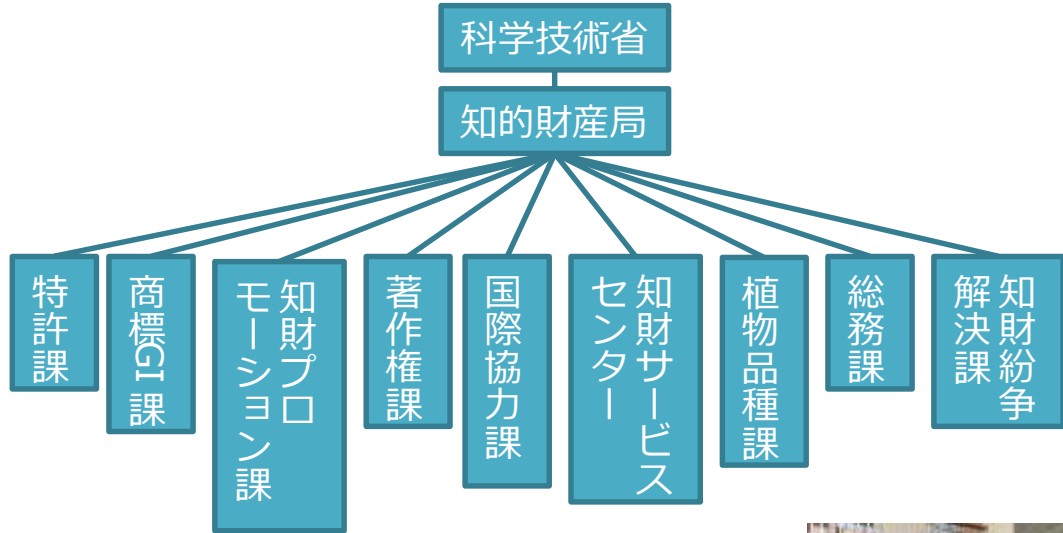 科学技術省
知的財産局
特許課
商標GI課
知財プロ
モーション課
著作権課
国際協力課
知財サービス
センター
植物品種課
総務課
知財紛争
解決課